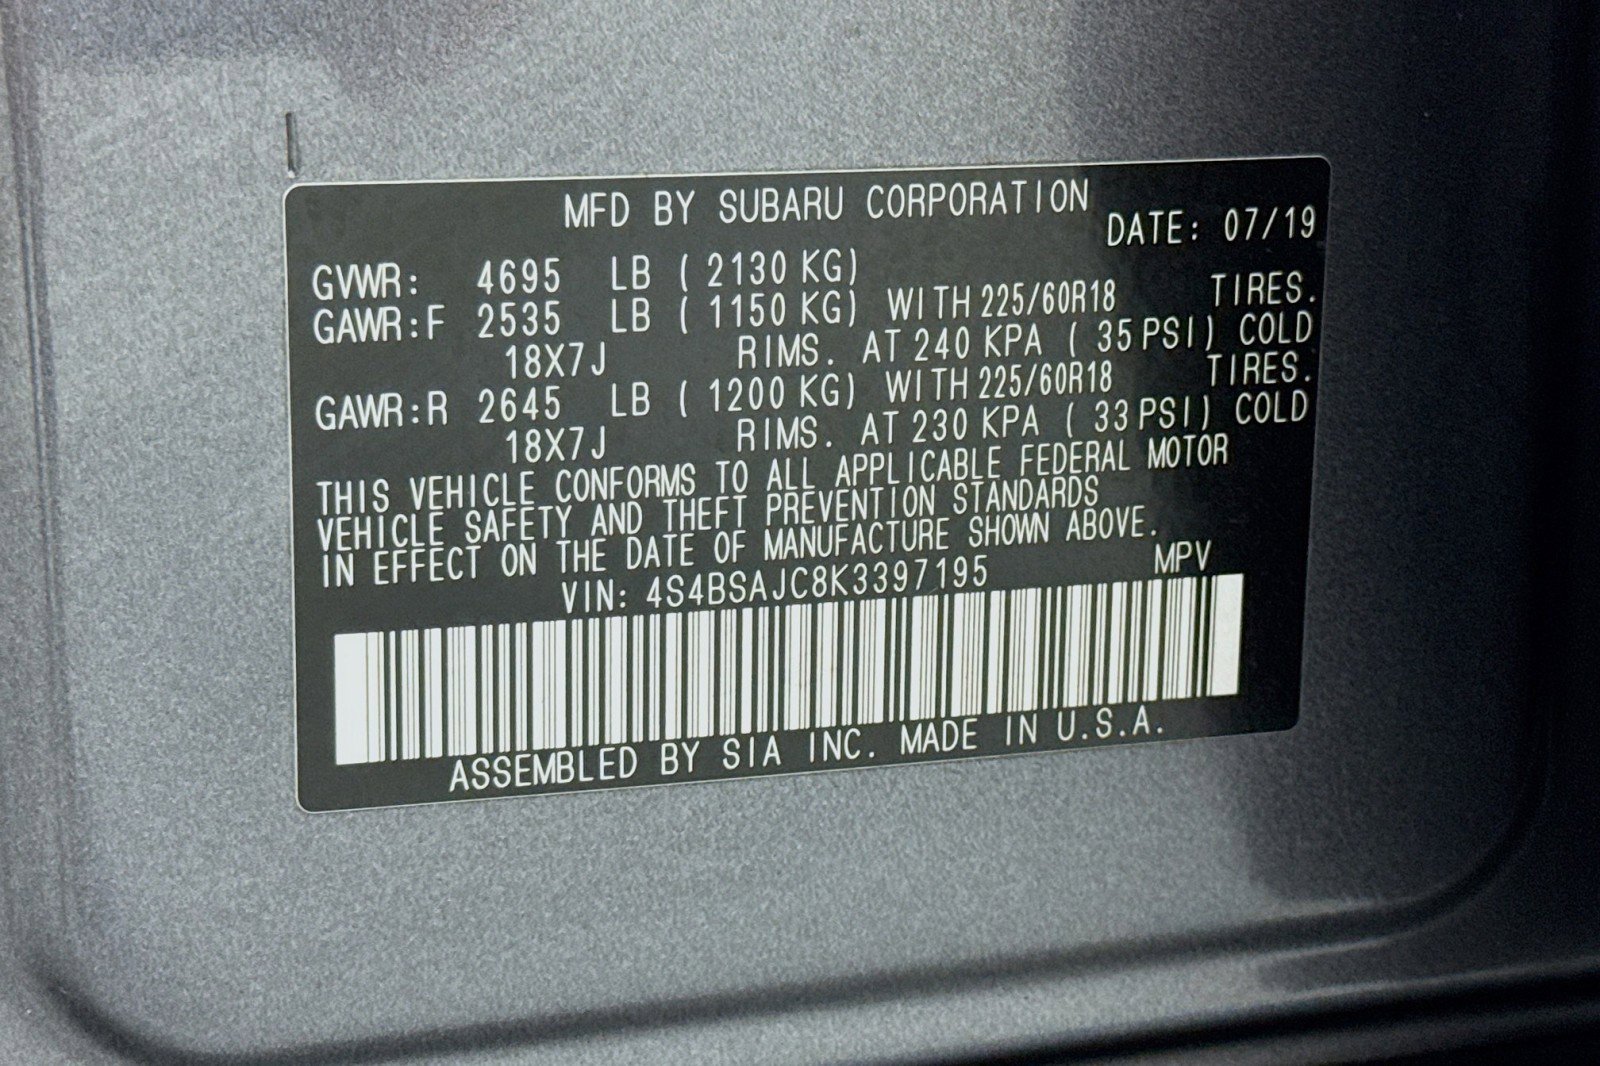 MFD BY SUBARU CORPORATION
DATE: 07/19
GVWR: 4695 LB ( 2130 KG)
GAWR:F 2535 LB ( 1150 KG) WITH 225/60R18 TIRES.
18X7J RIMS. AT 240 KPA ( 35 PSI) COLD
GAWR:R 2645 LB ( 1200 KG) WITH 225/60R18 TIRES.
18X7J RIMS. AT 230 KPA ( 33 PSI) COLD
THIS VEHICLE CONFORMS TO ALL APPLICABLE FEDERAL MOTOR
VEHICLE SAFETY AND THEFT PREVENTION STANDARDS
IN EFFECT ON THE DATE OF MANUFACTURE SHOWN ABOVE.
VIN: 4S4BSAJC8K3397195 MPV
ASSEMBLED BY SIA INC. MADE IN U.S.A.